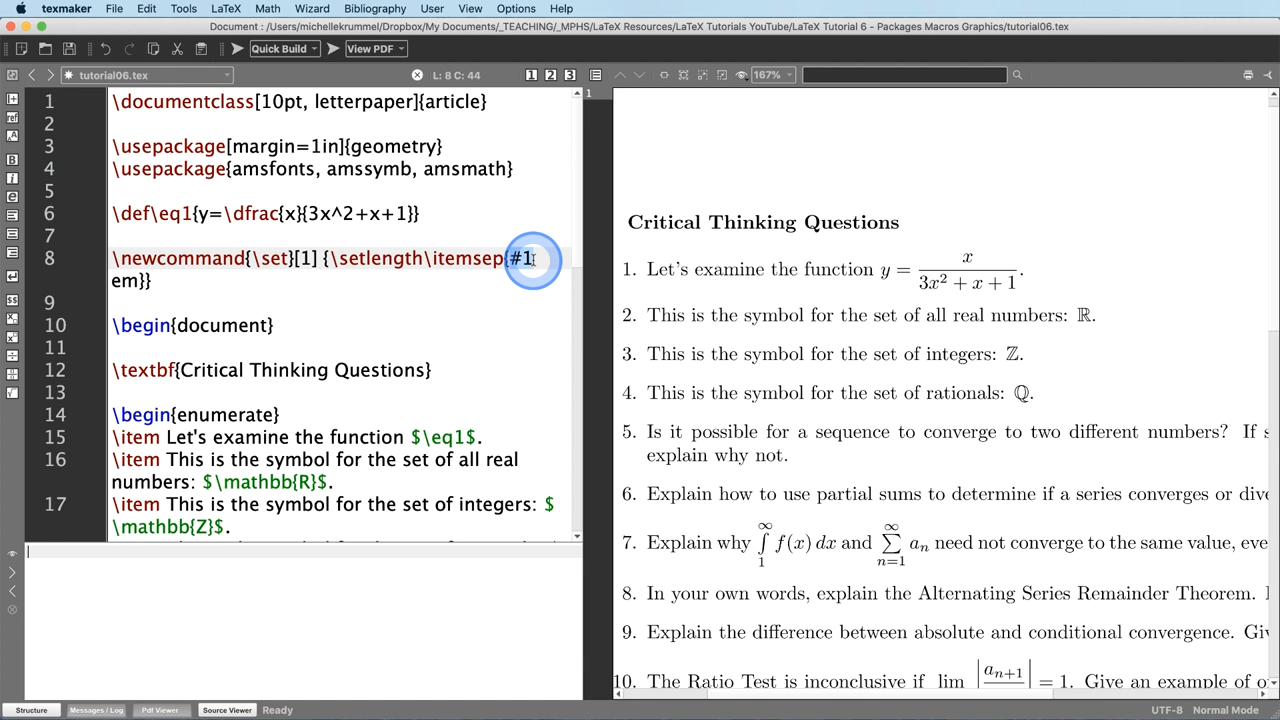 texmaker File Edit Tools LaTeX Math Wizard Bibliography User View Options Help
Document : /Users/michellekrummel/Dropbox/My Documents/_TEACHING/_MPHS/LaTeX Resources/LaTeX Tutorials YouTube/LaTeX Tutorial 6 - Packages Macros Graphics/tutorial06.tex
Quick Build View PDF
tutorial06.tex L: 8 C: 44 1 2 3 167%
1 \documentclass[10pt, letterpaper]{article}
2
3 \usepackage[margin=1in]{geometry}
4 \usepackage{amsfonts, amssymb, amsmath}
5
6 \def\eq1{y=\dfrac{x}{3x^2+x+1}}
7
8 \newcommand{\set}[1] {\setlength\itemsep{#1
em}}
9
10 \begin{document}
11
12 \textbf{Critical Thinking Questions}
13
14 \begin{enumerate}
15 \item Let's examine the function $\eq1$.
16 \item This is the symbol for the set of all real
numbers: $\mathbb{R}$.
17 \item This is the symbol for the set of integers: $
\mathbb{Z}$.
1
Critical Thinking Questions
1. Let's examine the function y = x / (3x² + x + 1).
2. This is the symbol for the set of all real numbers: ℝ.
3. This is the symbol for the set of integers: ℤ.
4. This is the symbol for the set of rationals: ℚ.
5. Is it possible for a sequence to converge to two different numbers? If s
explain why not.
6. Explain how to use partial sums to determine if a series converges or dive
7. Explain why ∫₁^∞ f(x) dx and ∑_{n=1}^∞ aₙ need not converge to the same value, eve
8. In your own words, explain the Alternating Series Remainder Theorem.
9. Explain the difference between absolute and conditional convergence. Giv
10. The Ratio Test is inconclusive if lim |aₙ₊₁| = 1. Give an example of o
Structure Messages / Log Pdf Viewer Source Viewer Ready UTF-8 Normal Mode